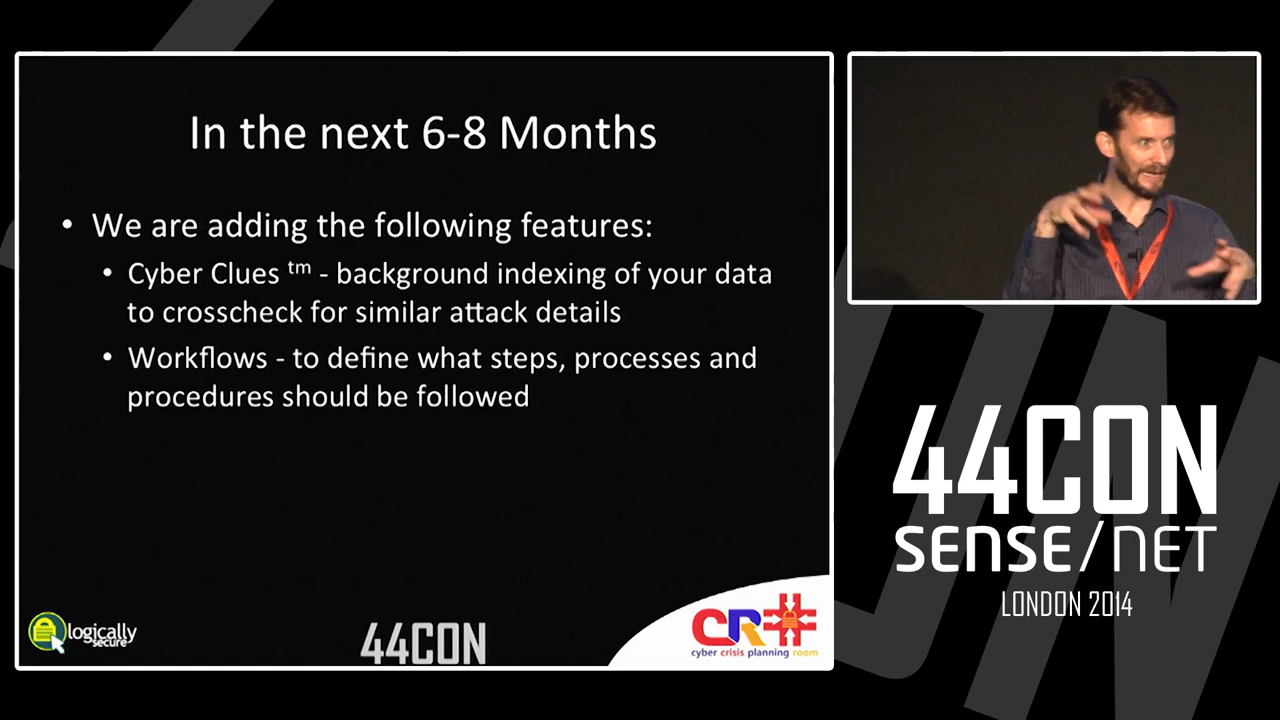 In the next 6-8 Months
• We are adding the following features:
• Cyber Clues ™ - background indexing of your data
to crosscheck for similar attack details
• Workflows - to define what steps, processes and
procedures should be followed
logically
secure
44CON
CR
cyber crisis planning room
44CON
SENSE/NET
LONDON 2014